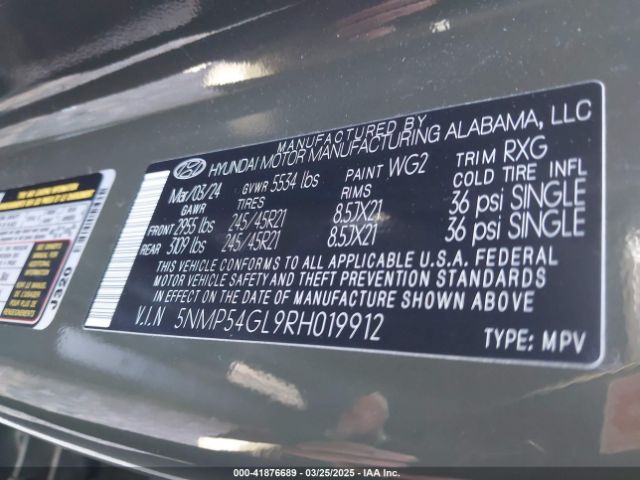 MANUFACTURED BY
HYUNDAI MOTOR MANUFACTURING ALABAMA, LLC
Mar/03/24 GVWR 5534 lbs PAINT WG2 TRIM RXG
GAWR TIRES RIMS COLD TIRE INFL
FRONT 2955 lbs 245/45R21 8.5JX21 36 psi SINGLE
REAR 3109 lbs 245/45R21 8.5JX21 36 psi SINGLE
THIS VEHICLE CONFORMS TO ALL APPLICABLE U.S.A. FEDERAL
MOTOR VEHICLE SAFETY AND THEFT PREVENTION STANDARDS
IN EFFECT ON THE DATE OF MANUFACTURE SHOWN ABOVE
V.I.N 5NMP54GL9RH019912
TYPE: MPV
J320
000-41876689 - 03/25/2025 - IAA Inc.